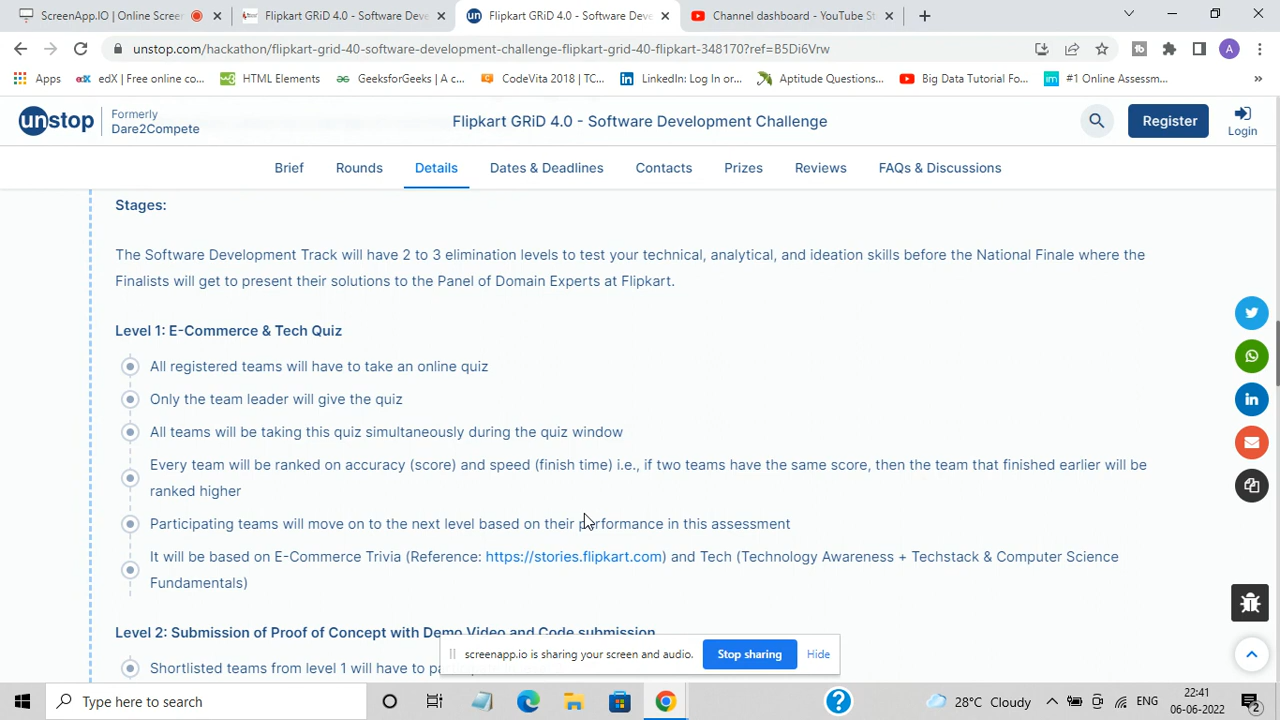 ScreenApp.IO | Online Screen
Flipkart GRiD 4.0 - Software Deve
Flipkart GRiD 4.0 - Software Deve
Channel dashboard - YouTube St
unstop.com/hackathon/flipkart-grid-40-software-development-challenge-flipkart-grid-40-flipkart-348170?ref=B5Di6Vrw
A
Apps
edX | Free online co...
HTML Elements
GeeksforGeeks | A c...
CodeVita 2018 | TC...
LinkedIn: Log In or...
Aptitude Questions...
Big Data Tutorial Fo...
#1 Online Assessm...
unstop
Formerly
Dare2Compete
Flipkart GRiD 4.0 - Software Development Challenge
Register
Login
Brief
Rounds
Details
Dates & Deadlines
Contacts
Prizes
Reviews
FAQs & Discussions
Stages:
The Software Development Track will have 2 to 3 elimination levels to test your technical, analytical, and ideation skills before the National Finale where the
Finalists will get to present their solutions to the Panel of Domain Experts at Flipkart.
Level 1: E-Commerce & Tech Quiz
All registered teams will have to take an online quiz
Only the team leader will give the quiz
All teams will be taking this quiz simultaneously during the quiz window
Every team will be ranked on accuracy (score) and speed (finish time) i.e., if two teams have the same score, then the team that finished earlier will be
ranked higher
Participating teams will move on to the next level based on their performance in this assessment
It will be based on E-Commerce Trivia (Reference: https://stories.flipkart.com) and Tech (Technology Awareness + Techstack & Computer Science
Fundamentals)
Level 2: Submission of Proof of Concept with Demo Video and Code submission
Shortlisted teams from level 1 will have to
screenapp.io is sharing your screen and audio.
Stop sharing
Hide
Type here to search
28°C Cloudy
ENG
22:41
06-06-2022
2